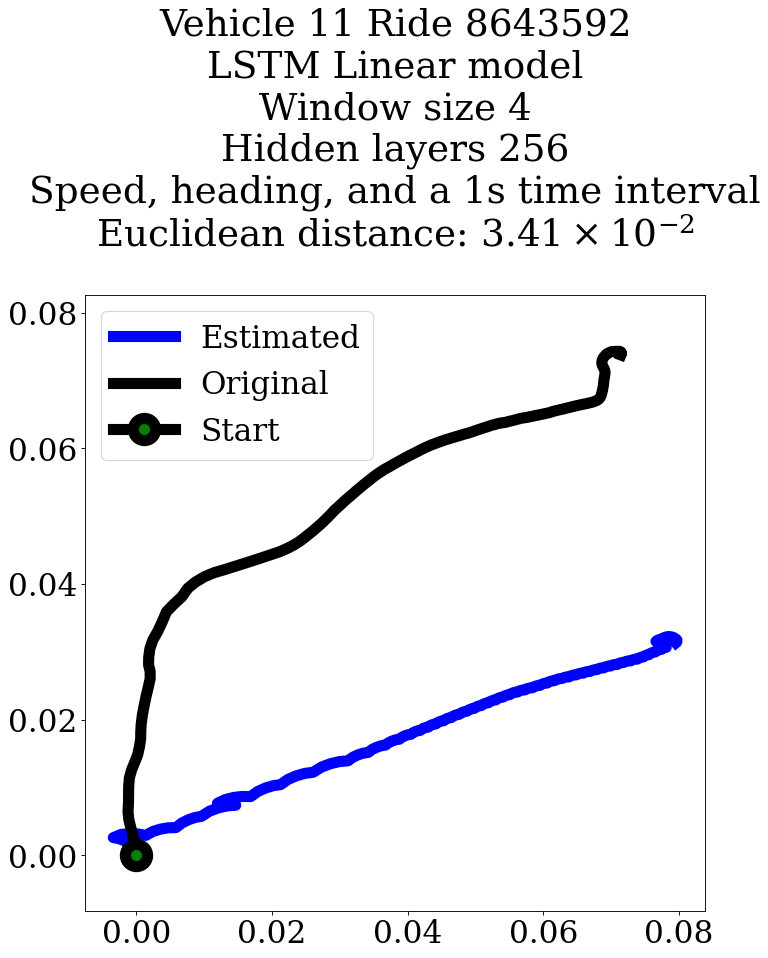 Vehicle 11 Ride 8643592
LSTM Linear model
Window size 4
Hidden layers 256
Speed, heading, and a 1s time interval
Euclidean distance: 3.41 × 10⁻²
Estimated
Original
Start
0.08
0.06
0.04
0.02
0.00
0.00 0.02 0.04 0.06 0.08